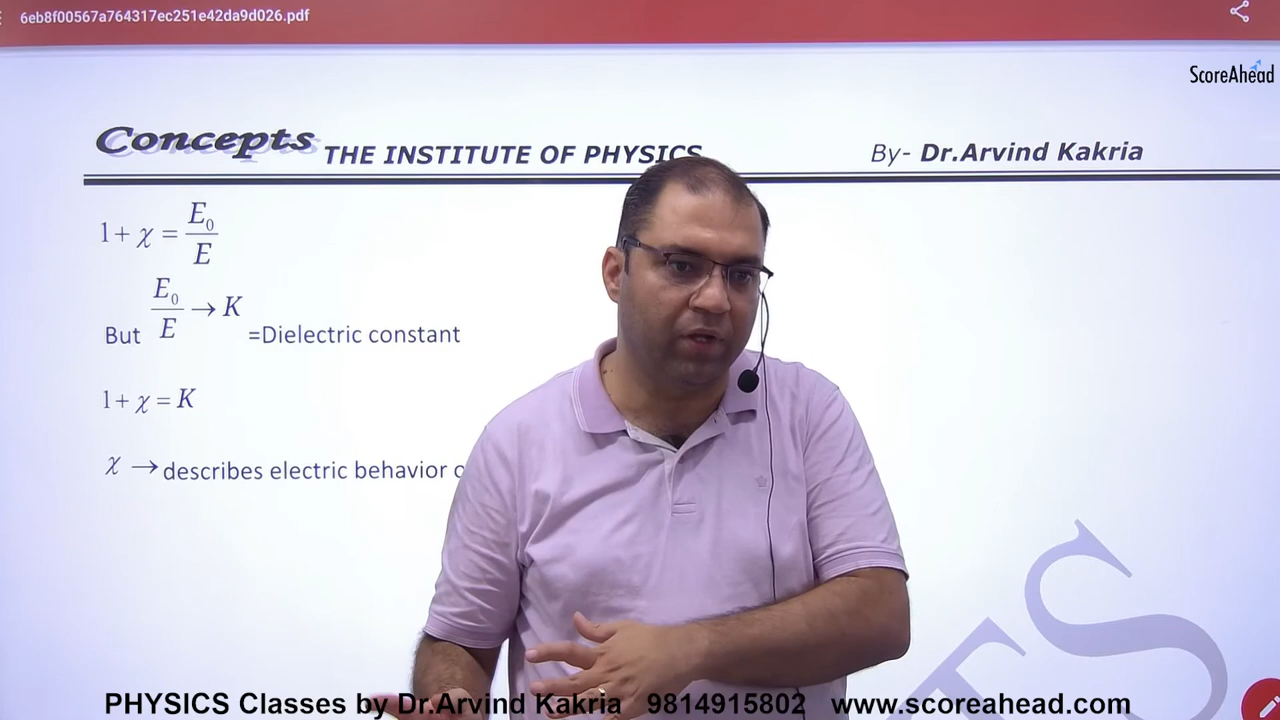 6eb8f00567a764317ec251e42da9d026.pdf
ScoreAhead
Concepts THE INSTITUTE OF PHYSICS By- Dr.Arvind Kakria
1+ χ = E₀/E
But E₀/E → K =Dielectric constant
1+ χ = K
χ → describes electric behavior
TS
PHYSICS Classes by Dr.Arvind Kakria 9814915802 www.scoreahead.com